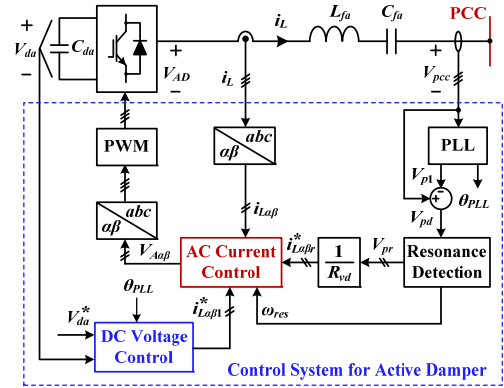 i_L
L_fa
C_fa
PCC
V_da
C_da
V_AD
i_L
V_pcc
+
−
PWM
abc
αβ
PLL
V_p1
θ_PLL
V_pd
abc
αβ
i_Lαβ
V_Aαβ
AC Current
Control
i*_Lαβr
1
R_vd
V_pr
Resonance
Detection
θ_PLL
i*_Lαβ1
ω_res
V*_da
DC Voltage
Control
Control System for Active Damper